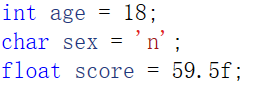 int age = 18;
char sex = 'n';
float score = 59.5f;